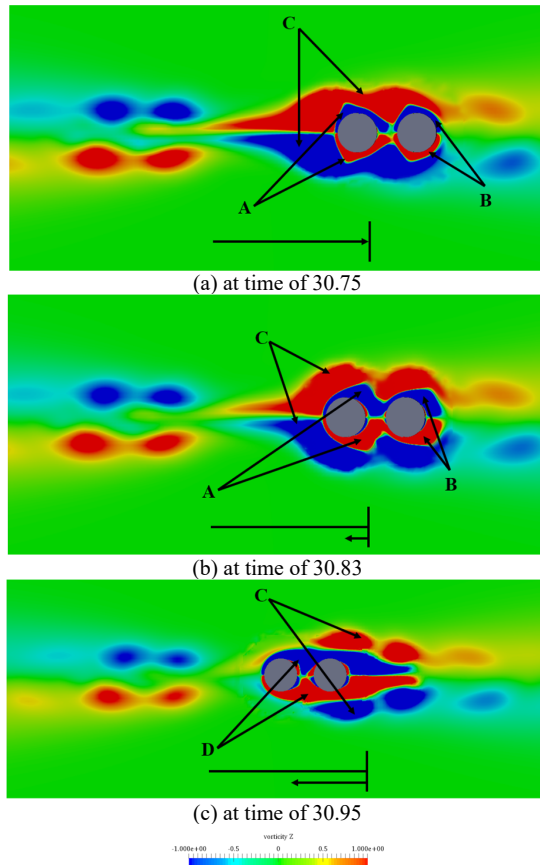 C
A
B
(a) at time of 30.75
C
A
B
(b) at time of 30.83
C
D
(c) at time of 30.95
vorticity Z
-1.000e+00 -0.5 0 0.5 1.000e+00